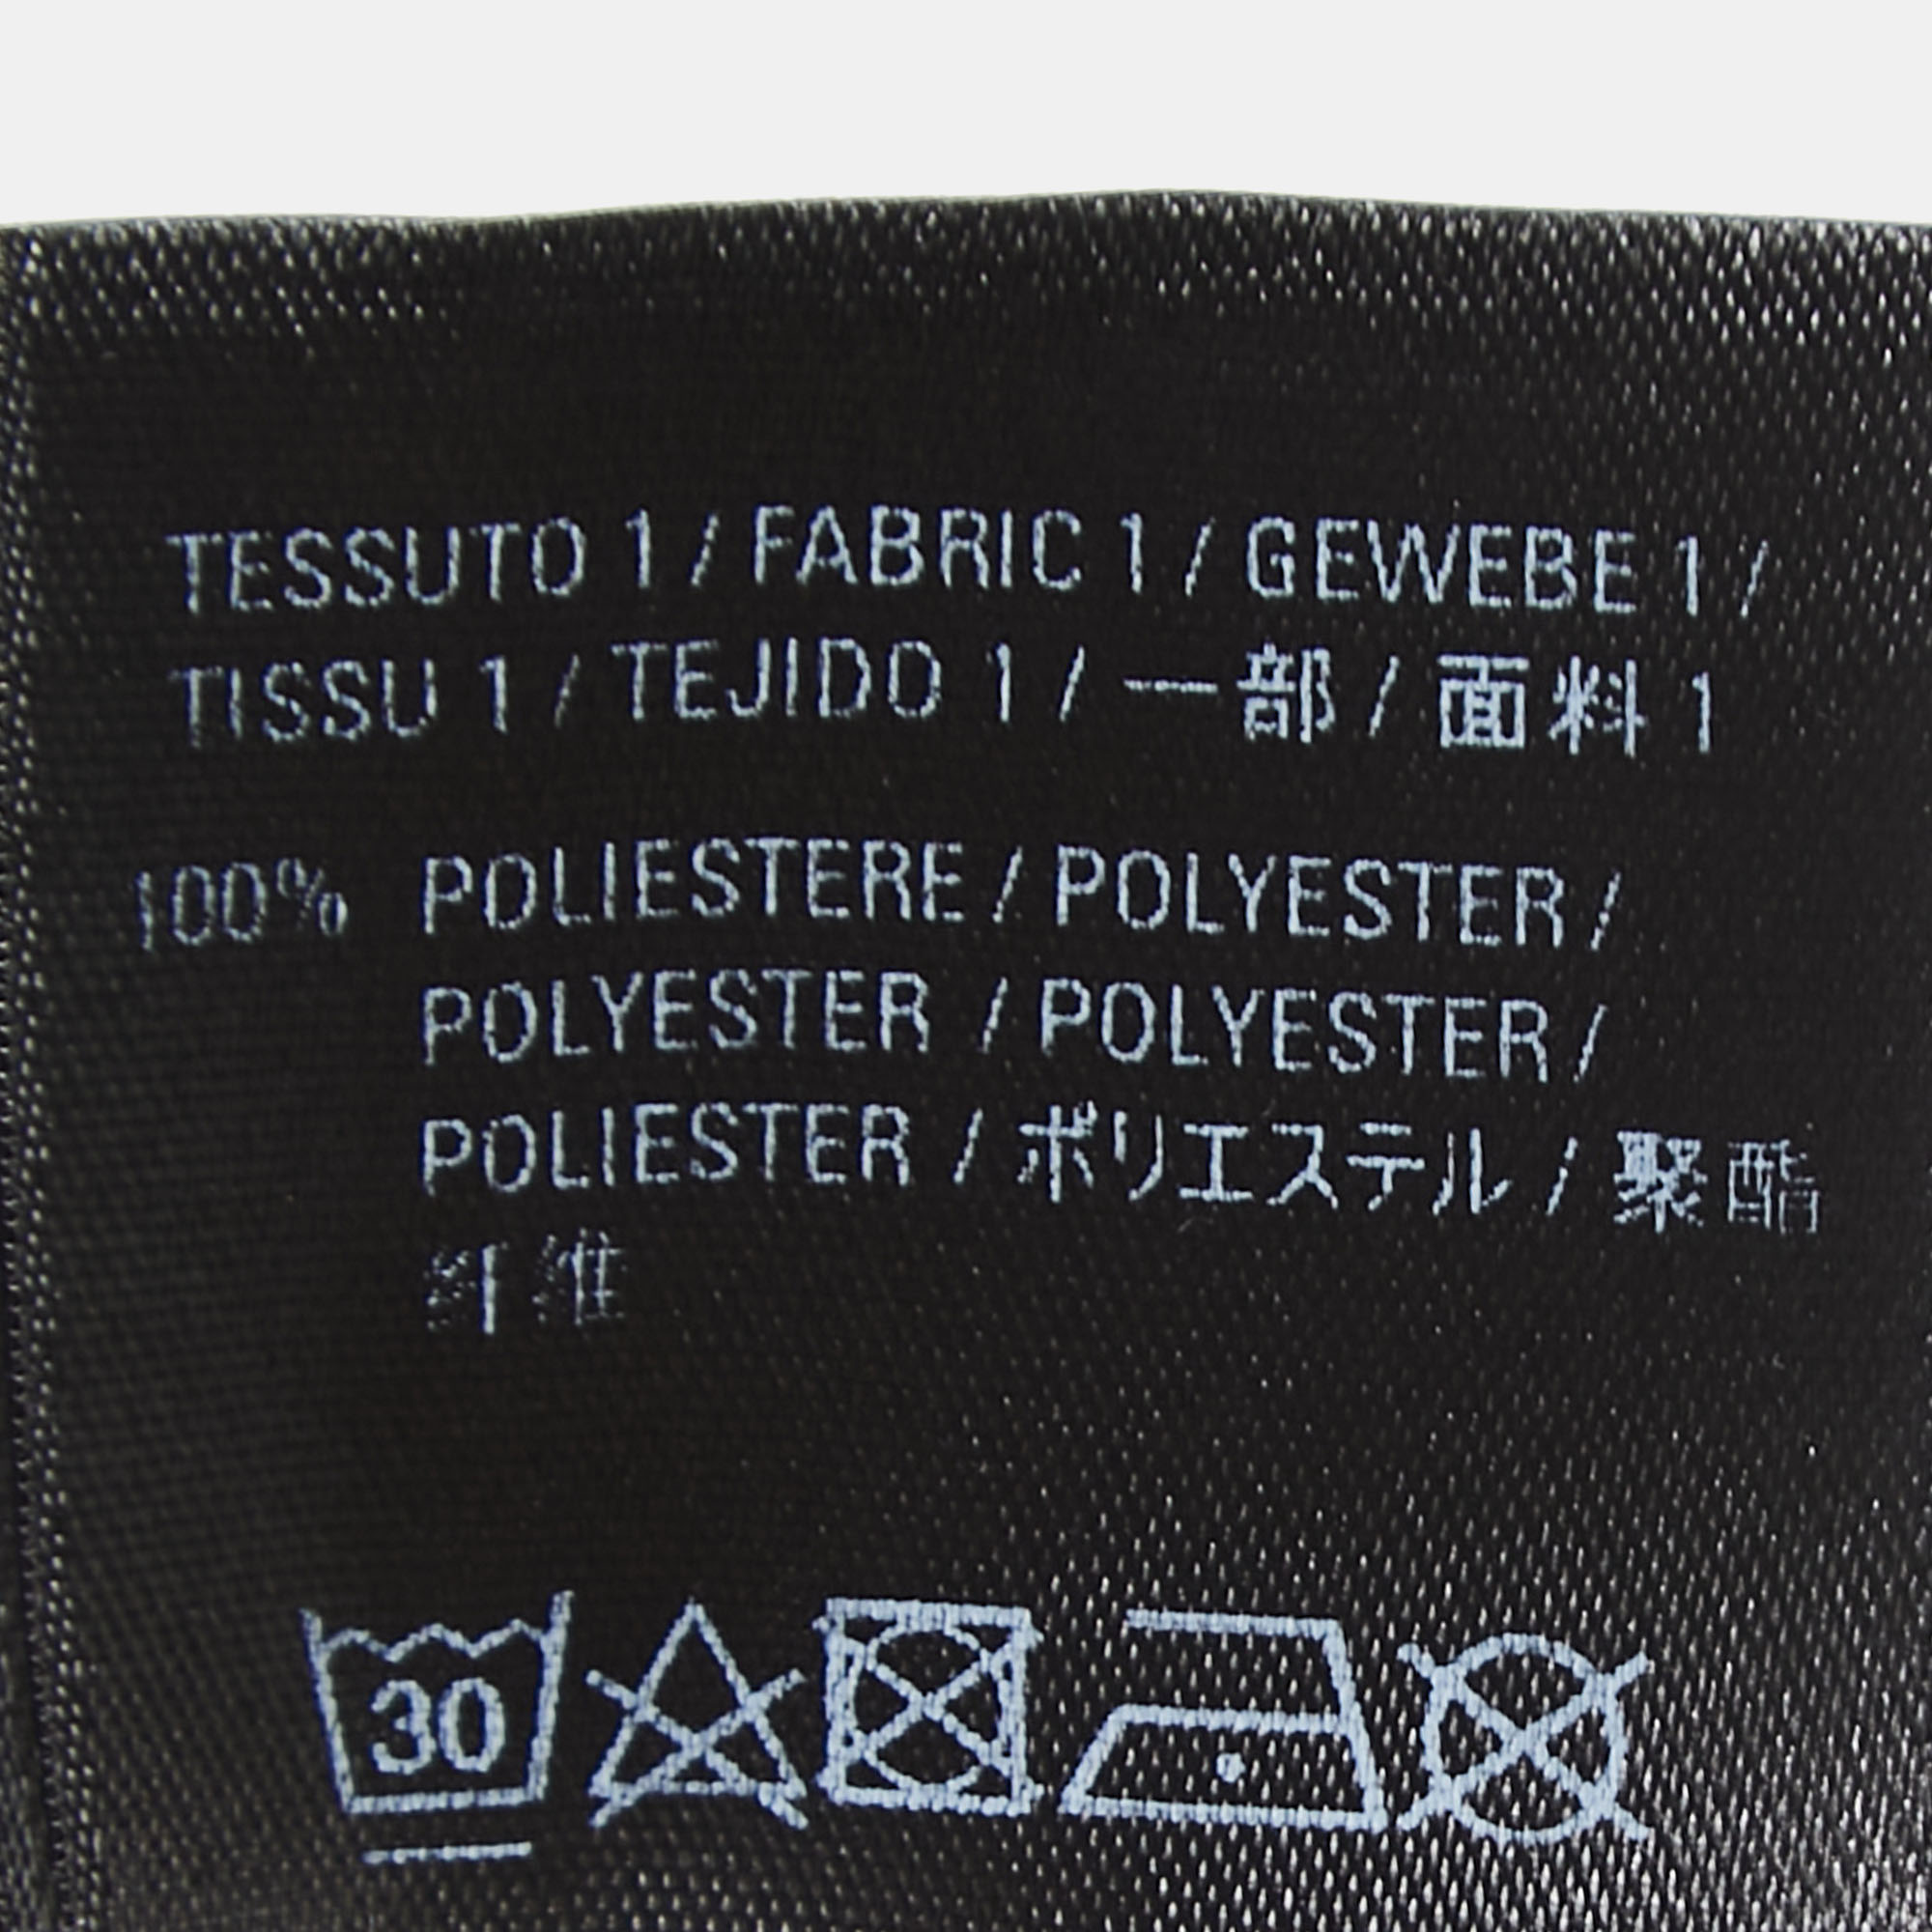 TESSUTO 1 / FABRIC 1 / GEWEBE 1 /
TISSU 1 / TEJIDO 1 / 一部 / 面料 1
100% POLIESTERE / POLYESTER /
POLYESTER / POLYESTER /
POLIESTER / ポリエステル / 聚酯
纤维
30